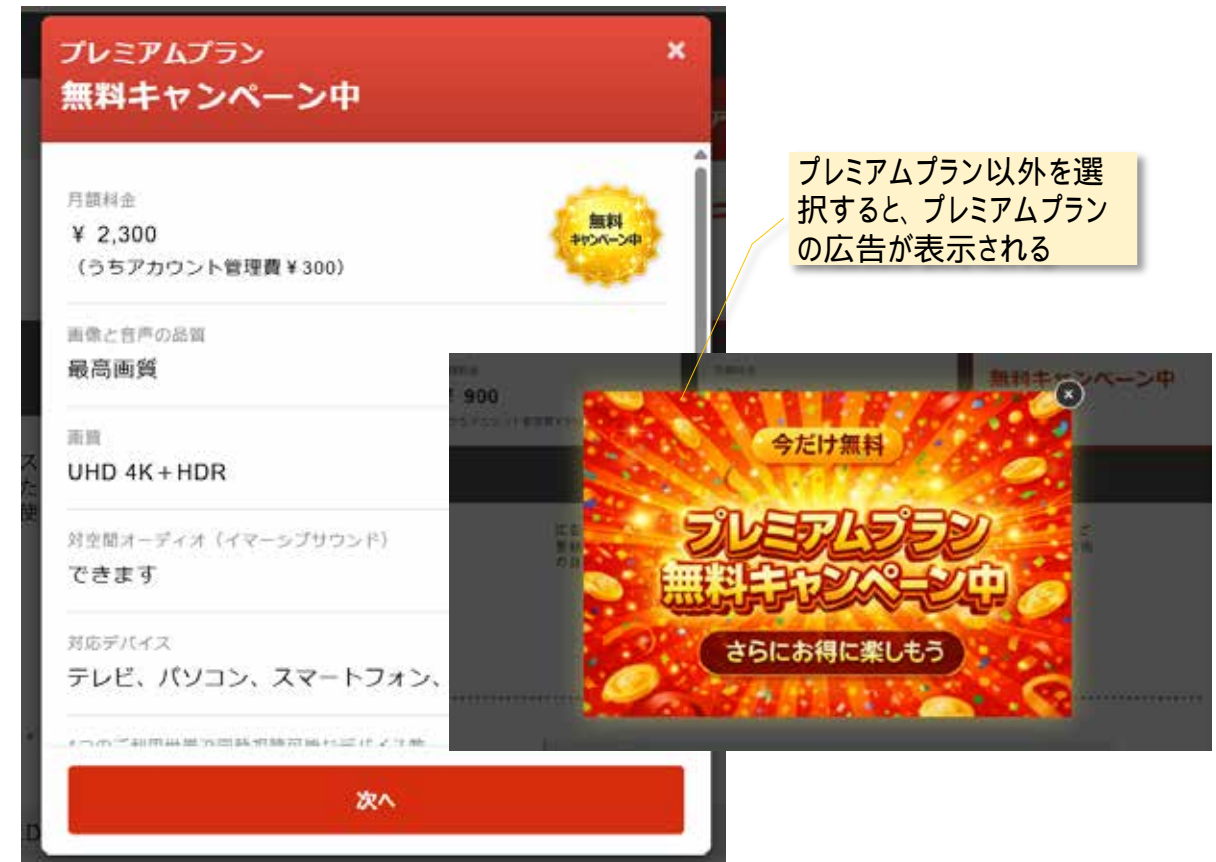 プレミアムプラン
無料キャンペーン中
月額料金
¥ 2,300
（うちアカウント管理費¥300）
無料
キャンペーン中
画像と音声の品質
最高画質
画質
UHD 4K+HDR
対空間オーディオ（イマーシブサウンド）
できます
対応デバイス
テレビ、パソコン、スマートフォン、
次へ
プレミアムプラン以外を選
択すると、プレミアムプラン
の広告が表示される
¥ 900
無料キャンペーン中
今だけ無料
プレミアムプラン
無料キャンペーン中
さらにお得に楽しもう